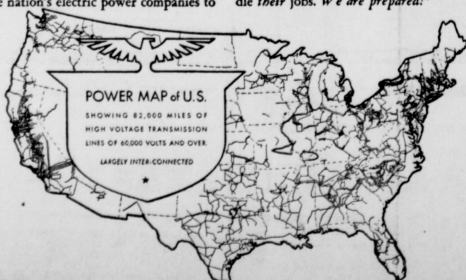 e nation's electric power companies to
dle their jobs. We are prepared!
POWER MAP of U.S.
SHOWING 82,000 MILES OF
HIGH VOLTAGE TRANSMISSION
LINES OF 60,000 VOLTS AND OVER
LARGELY INTER-CONNECTED